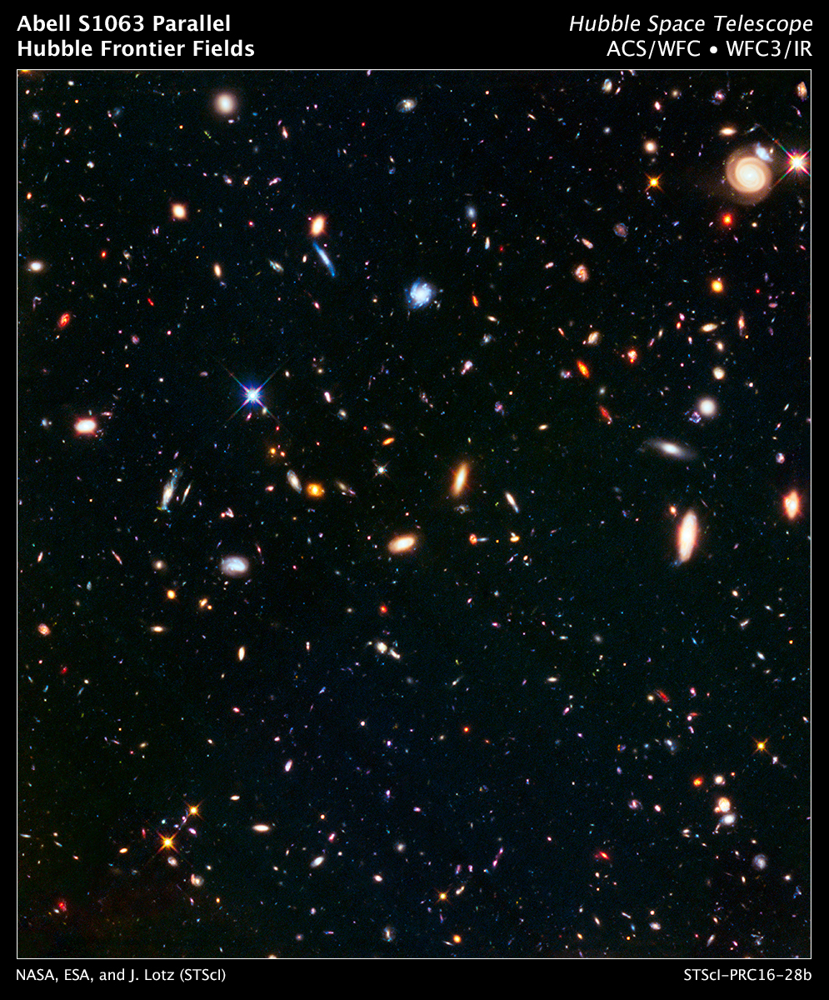 Abell S1063 Parallel
Hubble Frontier Fields
Hubble Space Telescope
ACS/WFC • WFC3/IR
NASA, ESA, and J. Lotz (STScI)
STScI-PRC16-28b